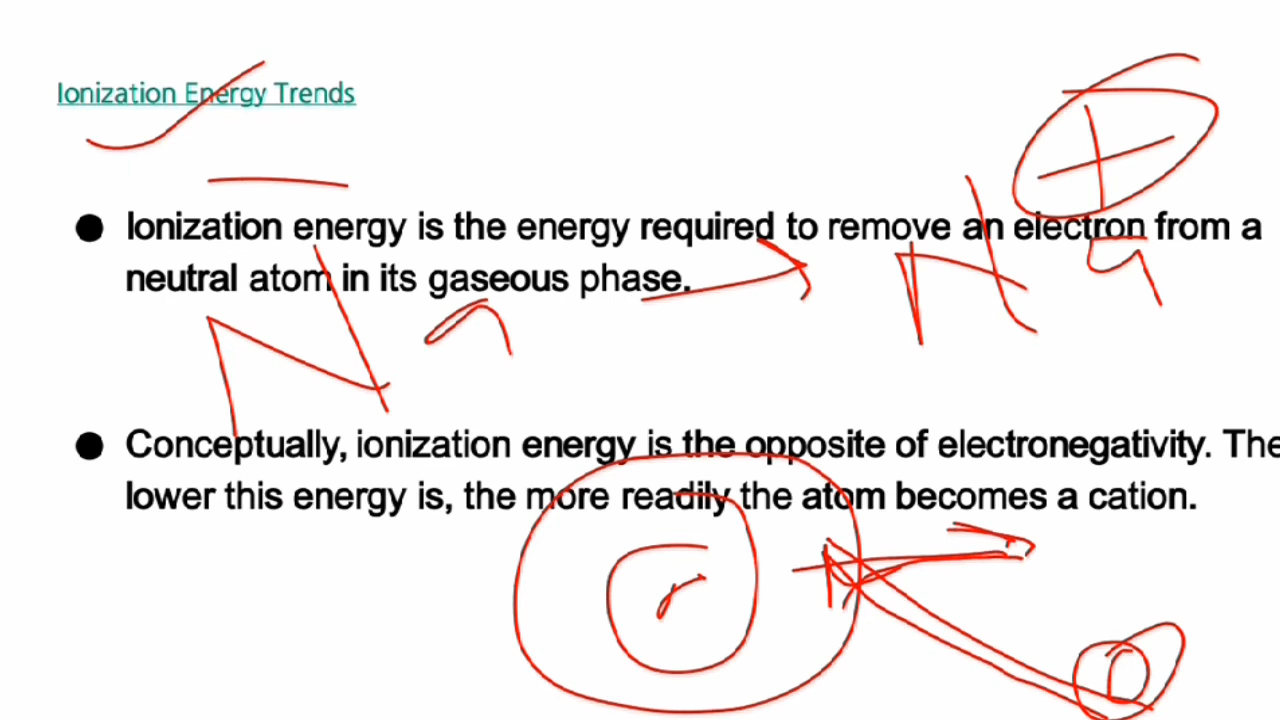 Ionization Energy Trends
Ionization energy is the energy required to remove an electron from a
neutral atom in its gaseous phase.
Na → Na +
Conceptually, ionization energy is the opposite of electronegativity. The
lower this energy is, the more readily the atom becomes a cation.